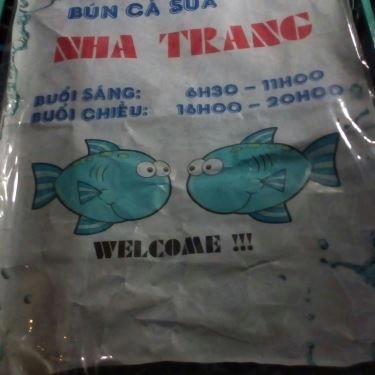 BÚN CÁ SỨA
NHA TRANG
BUỔI SÁNG: 6H30 - 11H00
BUỔI CHIỀU: 16H00 - 20H00
WELCOME !!!